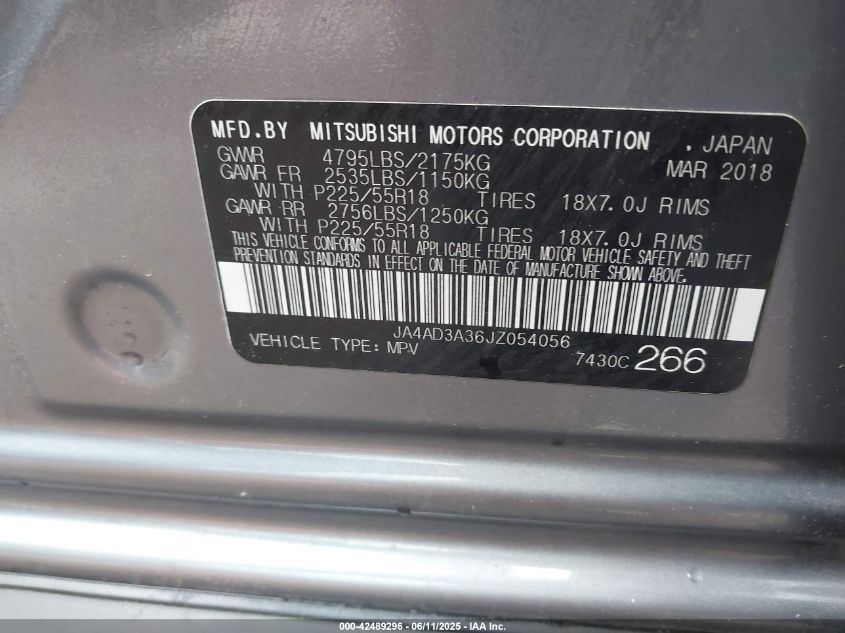 MFD.BY MITSUBISHI MOTORS CORPORATION , JAPAN
GVWR 4795LBS/2175KG MAR 2018
GAWR FR 2535LBS/1150KG
WITH P225/55R18 TIRES 18X7.0J RIMS
GAWR RR 2756LBS/1250KG
WITH P225/55R18 TIRES 18X7.0J RIMS
THIS VEHICLE CONFORMS TO ALL APPLICABLE FEDERAL MOTOR VEHICLE SAFETY AND THEFT
PREVENTION STANDARDS IN EFFECT ON THE DATE OF MANUFACTURE SHOWN ABOVE.
JA4AD3A36JZ054056
VEHICLE TYPE: MPV 7430C 266
000-42489296 - 06/11/2025 - IAAI.COM